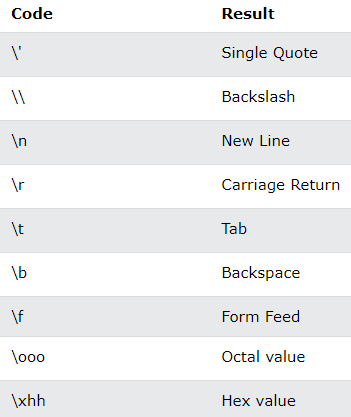 Code Result
\' Single Quote
\\ Backslash
\n New Line
\r Carriage Return
\t Tab
\b Backspace
\f Form Feed
\ooo Octal value
\xhh Hex value